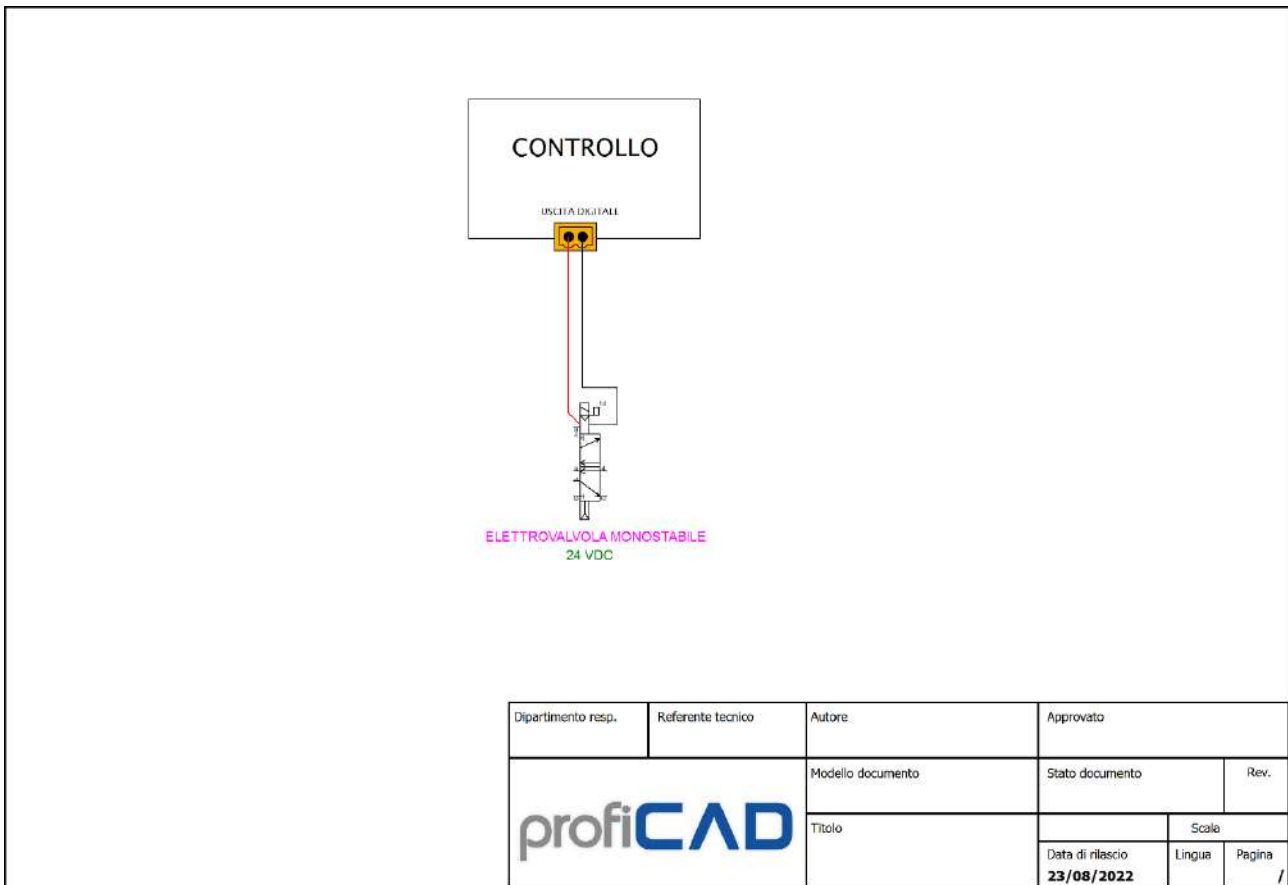 CONTROLLO
USCITA DIGITALE
ELETTROVALVOLA MONOSTABILE
24 VDC
Dipartimento resp.
Referente tecnico
Autore
Approvato
profiCAD
Modello documento
Stato documento
Rev.
Titolo
Scala
Data di rilascio
23/08/2022
Lingua
Pagina
/